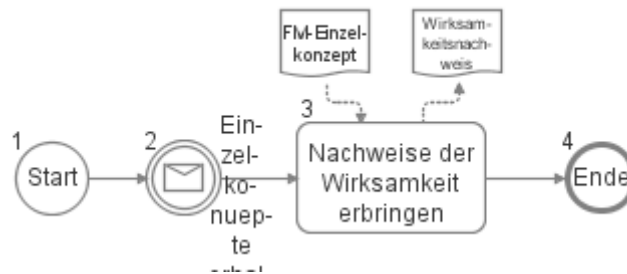 FM-Einzel-
konzept
Wirksam-
keitsnach-
weis
1
Start
2
Ein-
zel-
ko-
nuep-
te
3
Nachweise der
Wirksamkeit
erbringen
4
Ende